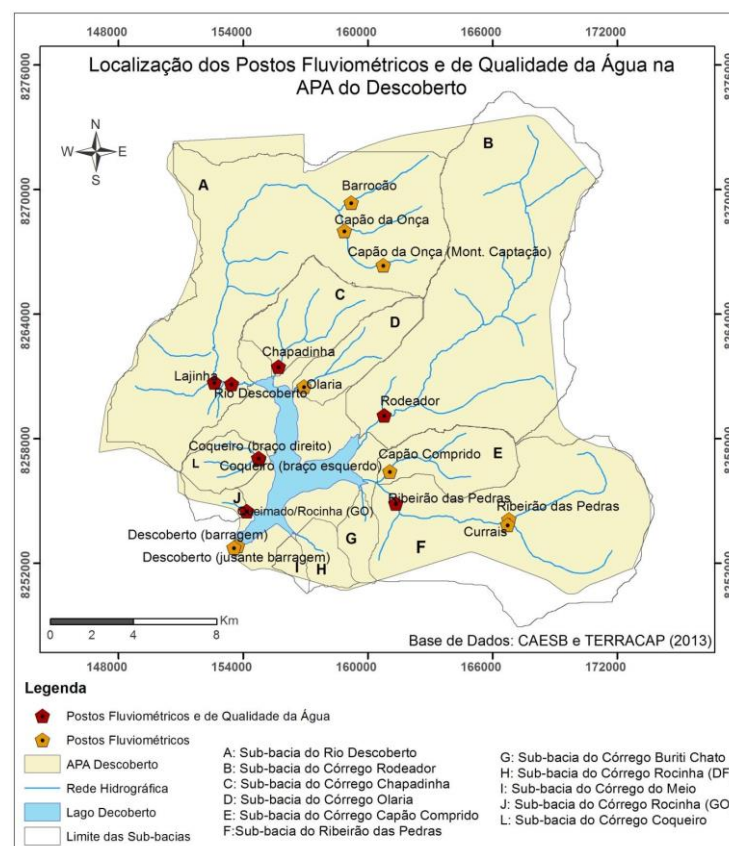 148000 154000 160000 166000 172000
8276000
8276000
Localização dos Postos Fluviométricos e de Qualidade da Água na
APA do Descoberto
N
W E
S
B
A
8270000
8270000
Barrocão
Capão da Onça
Capão da Onça (Mont. Captação)
C
D
8264000
8264000
Chapadinha
Lajinha
Rio Descoberto
Olaria
Rodeador
8258000
8258000
Coqueiro (braço direito)
Capão Comprido
E
L
Coqueiro (braço esquerdo)
J
Queimado/Rocinha (GO)
Ribeirão das Pedras
Ribeirão das Pedras
Descoberto (barragem)
Currais
G
F
Descoberto (jusante barragem)
I
H
8252000
8252000
Km
0 2 4 8
Base de Dados: CAESB e TERRACAP (2013)
148000 154000 160000 166000 172000
Legenda
Postos Fluviométricos e de Qualidade da Água
Postos Fluviométricos
APA Descoberto
Rede Hidrográfica
Lago Decoberto
Limite das Sub-bacias
A: Sub-bacia do Rio Descoberto
B: Sub-bacia do Córrego Rodeador
C: Sub-bacia do Córrego Chapadinha
D: Sub-bacia do Córrego Olaria
E: Sub-bacia do Córrego Capão Comprido
F:Sub-bacia do Ribeirão das Pedras
G: Sub-bacia do Córrego Buriti Chato
H: Sub-bacia do Córrego Rocinha (DF)
I: Sub-bacia do Córrego do Meio
J: Sub-bacia do Córrego Rocinha (GO)
L: Sub-bacia do Córrego Coqueiro